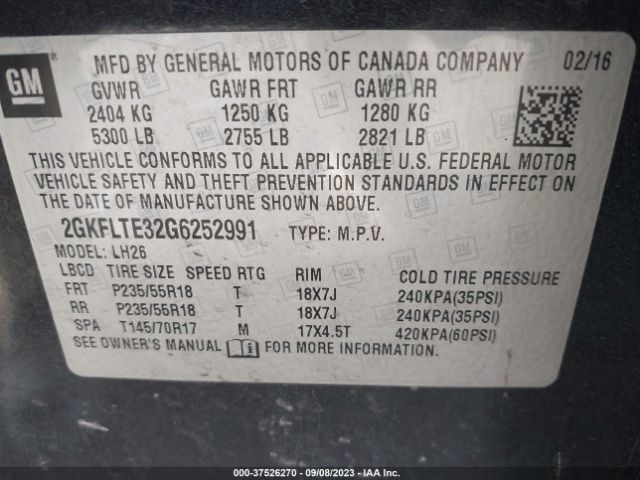 GM
MFD BY GENERAL MOTORS OF CANADA COMPANY 02/16
GVWR GAWR FRT GAWR RR
2404 KG 1250 KG 1280 KG
5300 LB 2755 LB 2821 LB
THIS VEHICLE CONFORMS TO ALL APPLICABLE U.S. FEDERAL MOTOR
VEHICLE SAFETY AND THEFT PREVENTION STANDARDS IN EFFECT ON
THE DATE OF MANUFACTURE SHOWN ABOVE.
2GKFLTE32G6252991 TYPE: M.P.V.
MODEL: LH26
LBCD TIRE SIZE SPEED RTG RIM COLD TIRE PRESSURE
FRT P235/55R18 T 18X7J 240KPA(35PSI)
RR P235/55R18 T 18X7J 240KPA(35PSI)
SPA T145/70R17 M 17X4.5T 420KPA(60PSI)
SEE OWNER'S MANUAL FOR MORE INFORMATION.
000-37526270 - 09/08/2023 - IAA Inc.